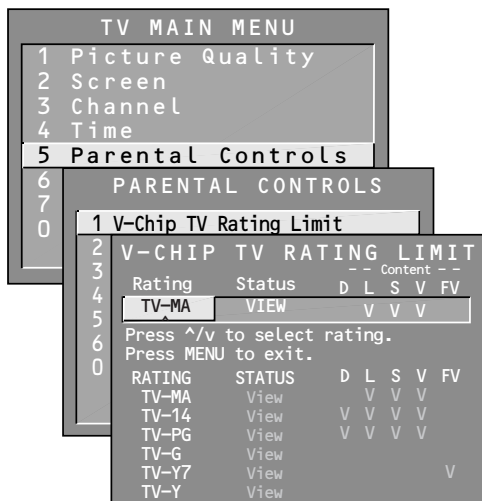 TV MAIN MENU
1 Picture Quality
2 Screen
3 Channel
4 Time
5 Parental Controls
6
7
0
PARENTAL CONTROLS
1 V-Chip TV Rating Limit
2
3
4
5
6
0
V-CHIP TV RATING LIMIT
-- Content --
Rating Status D L S V FV
TV-MA VIEW V V V
Press ^/v to select rating.
Press MENU to exit.
RATING STATUS D L S V FV
TV-MA View V V V
TV-14 View V V V V
TV-PG View V V V V
TV-G View
TV-Y7 View V
TV-Y View